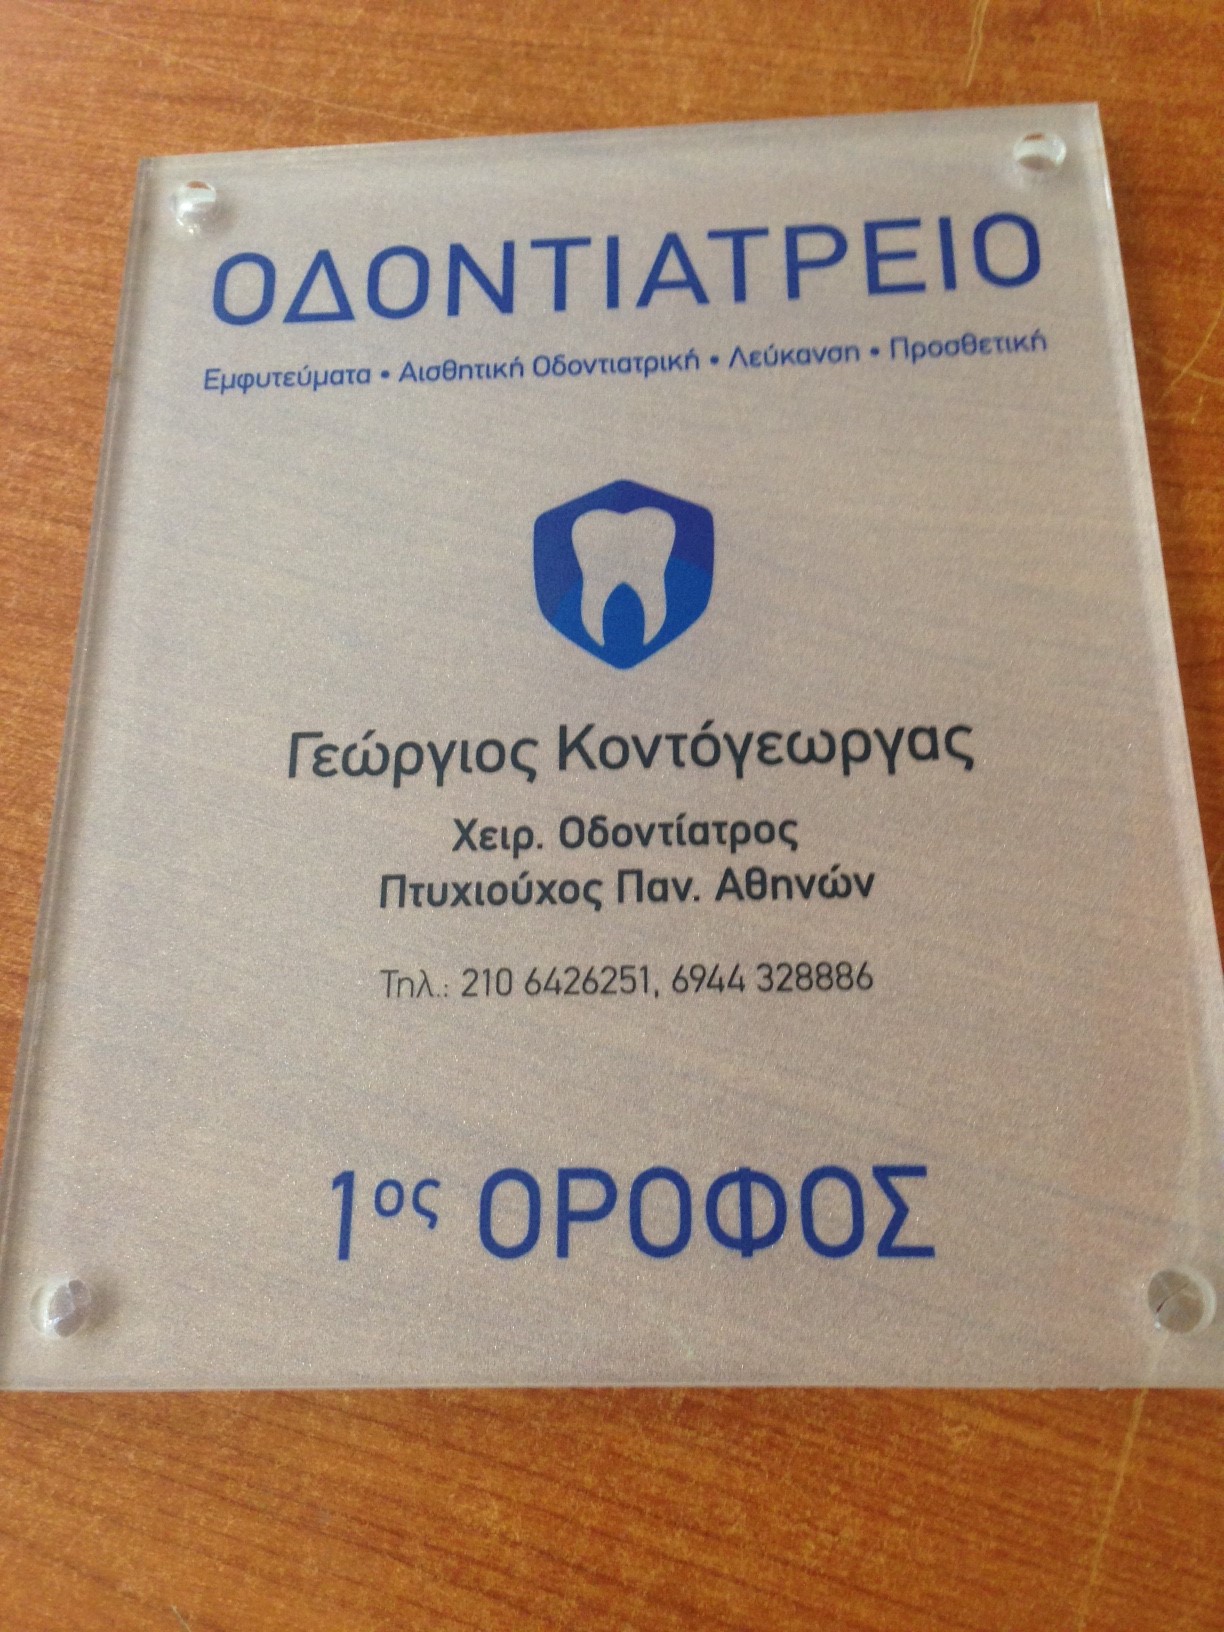 ΟΔΟΝΤΙΑΤΡΕΙΟ
Εμφυτεύματα • Αισθητική Οδοντιατρική • Λεύκανση • Προσθετική
Γεώργιος Κοντόγεωργας
Χειρ. Οδοντίατρος
Πτυχιούχος Παν. Αθηνών
Τηλ.: 210 6426251, 6944 328886
1ος ΟΡΟΦΟΣ